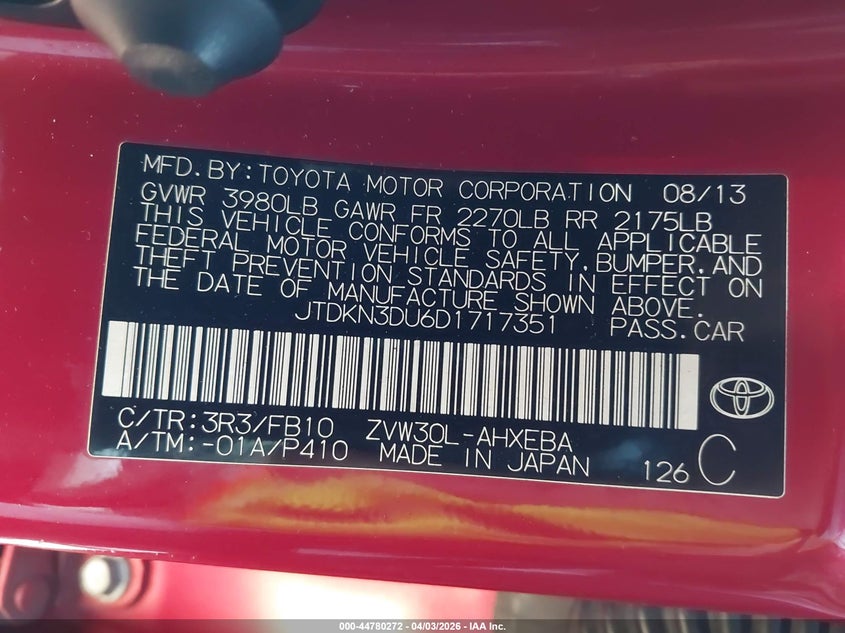 MFD.BY:TOYOTA MOTOR CORPORATION 08/13
GVWR 3980LB GAWR FR 2270LB RR 2175LB
THIS VEHICLE CONFORMS TO ALL APPLICABLE
FEDERAL MOTOR VEHICLE SAFETY,BUMPER,AND
THEFT PREVENTION STANDARDS IN EFFECT ON
THE DATE OF MANUFACTURE SHOWN ABOVE.
JTDKN3DU6D1717351 PASS.CAR
C/TR:3R3/FB10 ZVW30L-AHXEBA
A/TM:-01A/P410 MADE IN JAPAN 126 C
000-44780272 - 04/03/2026 - IAA Inc.